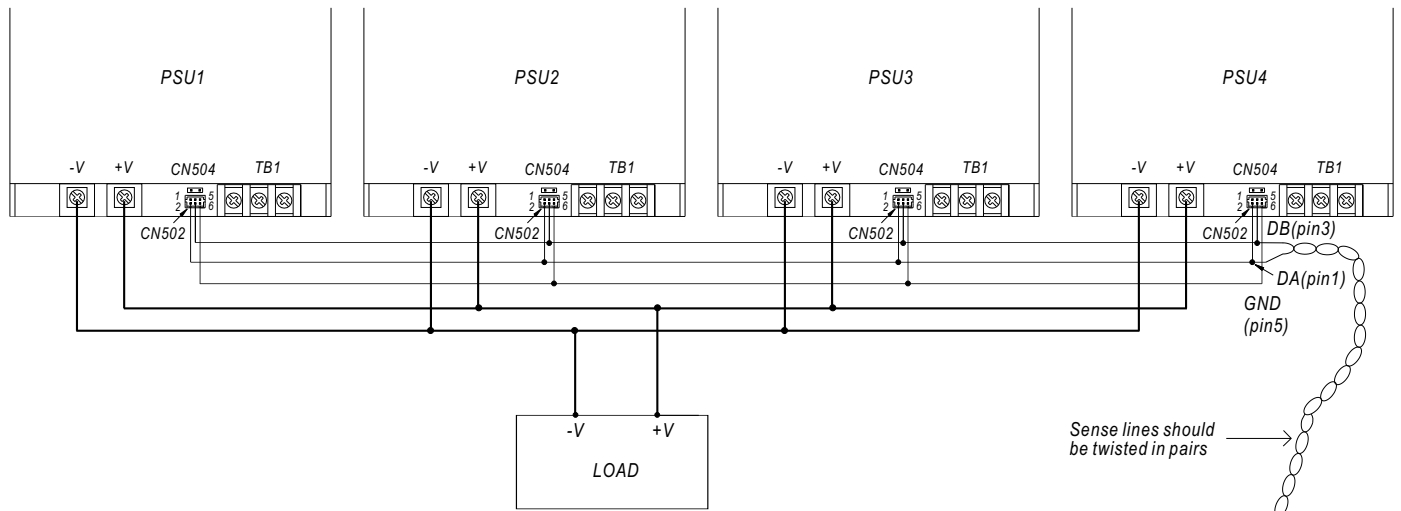 PSU1 PSU2 PSU3 PSU4
-V +V CN504 TB1 -V +V CN504 TB1 -V +V CN504 TB1 -V +V CN504 TB1
1 5 1 5 1 5 1 5
2 6 2 6 2 6 2 6
CN502 CN502 CN502 CN502 DB(pin3)
DA(pin1)
GND
(pin5)
-V +V
LOAD
Sense lines should
be twisted in pairs